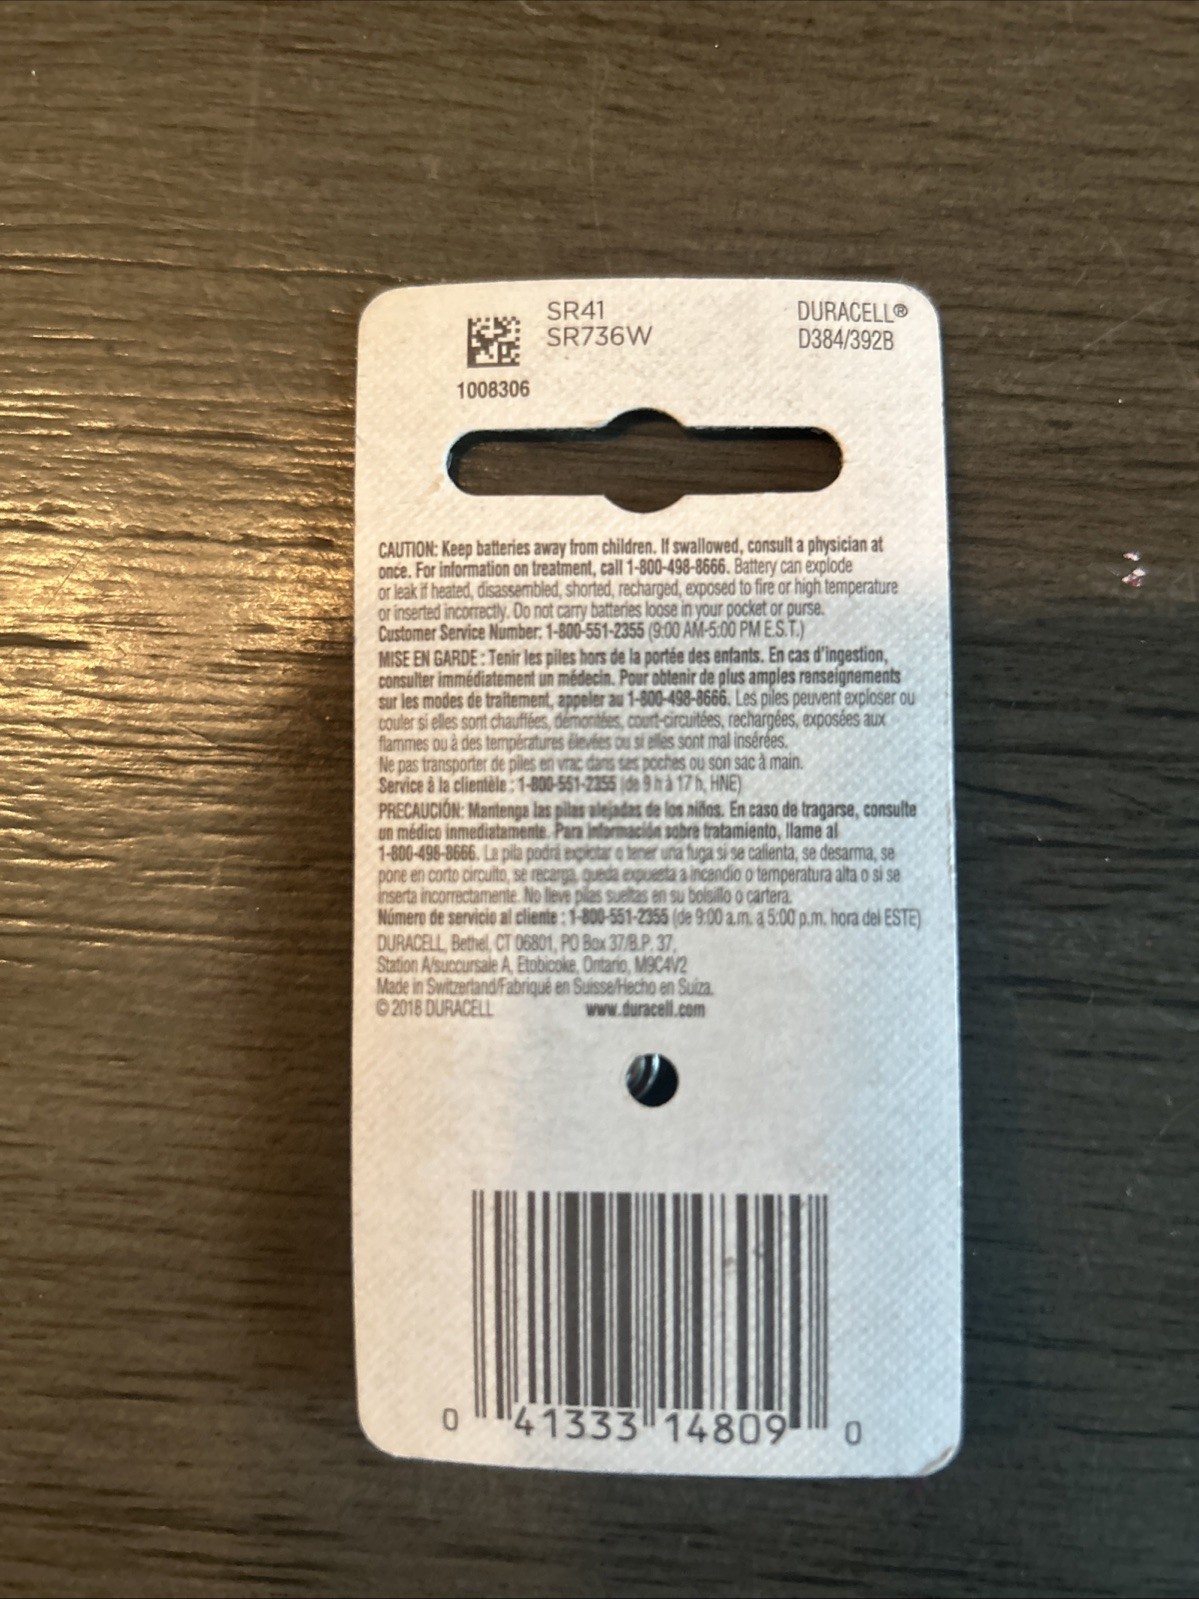 SR41
SR736W
DURACELL®
D384/392B
1008306
CAUTION: Keep batteries away from children. If swallowed, consult a physician at
once. For information on treatment, call 1-800-498-8666. Battery can explode
or leak if heated, disassembled, shorted, recharged, exposed to fire or high temperature
or inserted incorrectly. Do not carry batteries loose in your pocket or purse.
Customer Service Number: 1-800-551-2355 (9:00 AM-5:00 PM E.S.T.)
MISE EN GARDE : Tenir les piles hors de la portée des enfants. En cas d'ingestion,
consulter immédiatement un médecin. Pour obtenir de plus amples renseignements
sur les modes de traitement, appeler au 1-800-498-8666. Les piles peuvent exploser ou
couler si elles sont chauffées, démontées, court-circuitées, rechargées, exposées aux
flammes ou à des températures élevées ou si elles sont mal insérées.
Ne pas transporter de piles en vrac dans ses poches ou son sac à main.
Service à la clientèle : 1-800-551-2355 (de 9 h à 17 h, HNE)
PRECAUCIÓN: Mantenga las pilas alejadas de los niños. En caso de tragarse, consulte
un médico inmediatamente. Para información sobre tratamiento, llame al
1-800-498-8666. La pila podrá explotar o tener una fuga si se calienta, se desarma, se
pone en corto circuito, se recarga, queda expuesta a incendio o temperatura alta o si se
inserta incorrectamente. No lleve pilas sueltas en su bolsillo o cartera.
Número de servicio al cliente : 1-800-551-2355 (de 9:00 a.m. a 5:00 p.m. hora del ESTE)
DURACELL, Bethel, CT 06801, PO Box 37/B.P. 37,
Station A/succursale A, Etobicoke, Ontario, M9C4V2
Made in Switzerland/Fabriqué en Suisse/Hecho en Suiza.
© 2016 DURACELL www.duracell.com
0 41333 14809 0